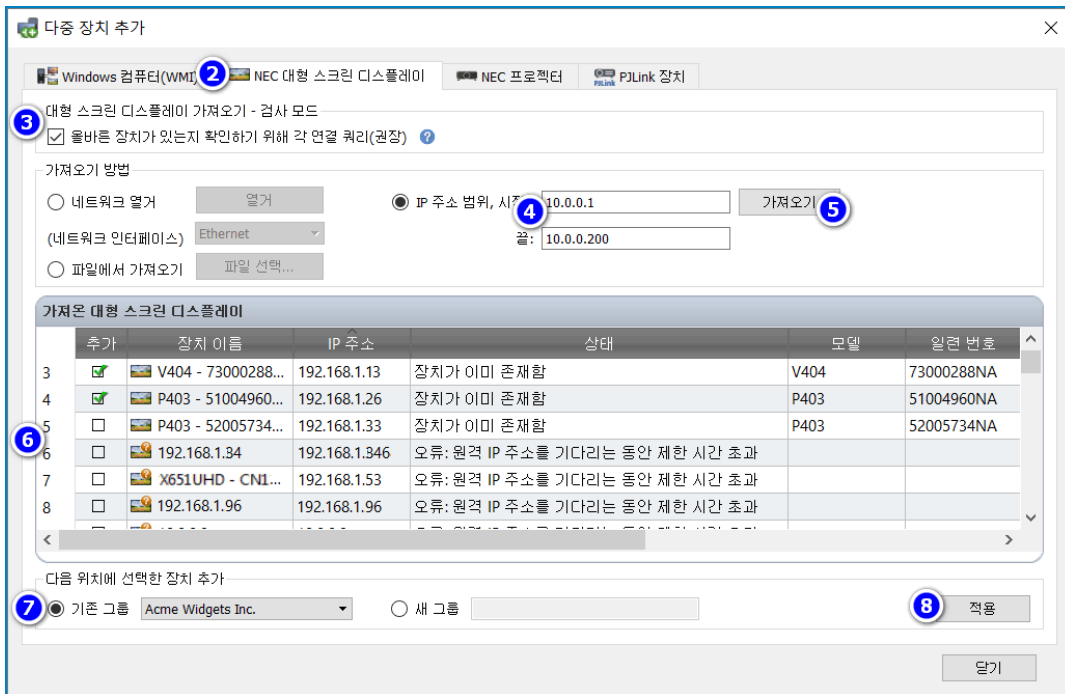 다중 장치 추가
Windows 컴퓨터(WMI) 2 NEC 대형 스크린 디스플레이 NEC 프로젝터 PJLink PJLink 장치
대형 스크린 디스플레이 가져오기 - 검사 모드
3
올바른 장치가 있는지 확인하기 위해 각 연결 쿼리(권장) ?
가져오기 방법
네트워크 열거 열거 IP 주소 범위, 4 10.0.0.1 가져오기 5
(네트워크 인터페이스) Ethernet 끝: 10.0.0.200
파일에서 가져오기 파일 선택...
가져온 대형 스크린 디스플레이
추가 장치 이름 IP 주소 상태 모델 일련 번호
3 V404 - 73000288... 192.168.1.13 장치가 이미 존재함 V404 73000288NA
4 P403 - 51004960... 192.168.1.26 장치가 이미 존재함 P403 51004960NA
5 P403 - 52005734... 192.168.1.33 장치가 이미 존재함 P403 52005734NA
6
6 192.168.1.34 192.168.1.346 오류: 원격 IP 주소를 기다리는 동안 제한 시간 초과
7 X651UHD - CN1... 192.168.1.53 오류: 원격 IP 주소를 기다리는 동안 제한 시간 초과
8 192.168.1.96 192.168.1.96 오류: 원격 IP 주소를 기다리는 동안 제한 시간 초과
다음 위치에 선택한 장치 추가
7 기존 그룹 Acme Widgets Inc. 새 그룹 8 적용
닫기